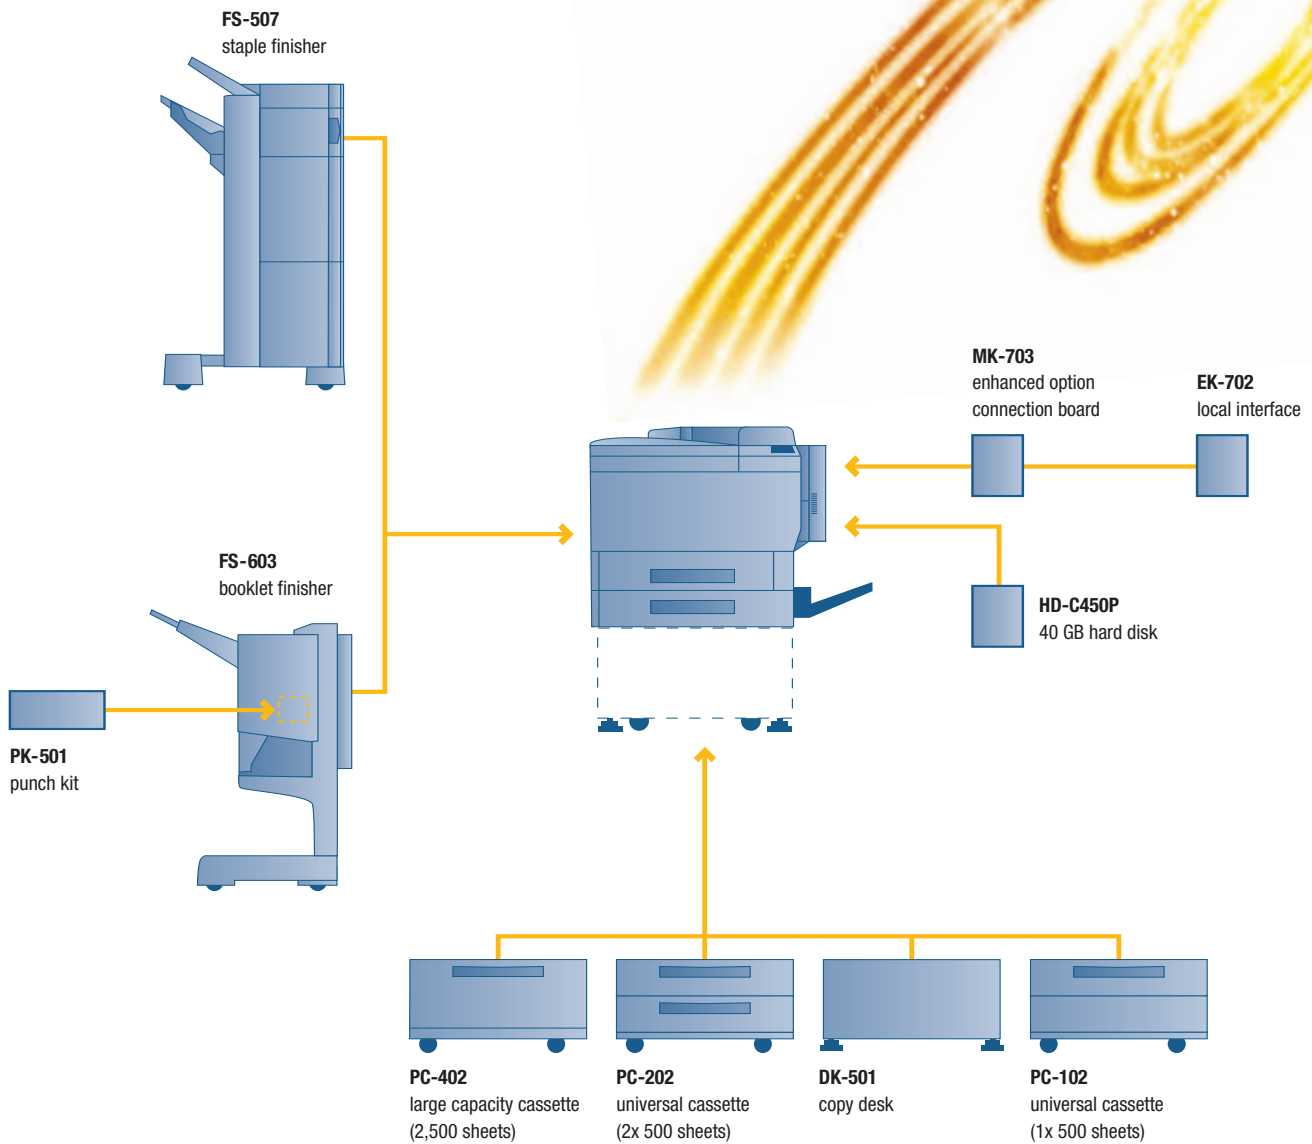 FS-507
staple finisher
MK-703
enhanced option
connection board
EK-702
local interface
FS-603
booklet finisher
HD-C450P
40 GB hard disk
PK-501
punch kit
PC-402
large capacity cassette
(2,500 sheets)
PC-202
universal cassette
(2x 500 sheets)
DK-501
copy desk
PC-102
universal cassette
(1x 500 sheets)